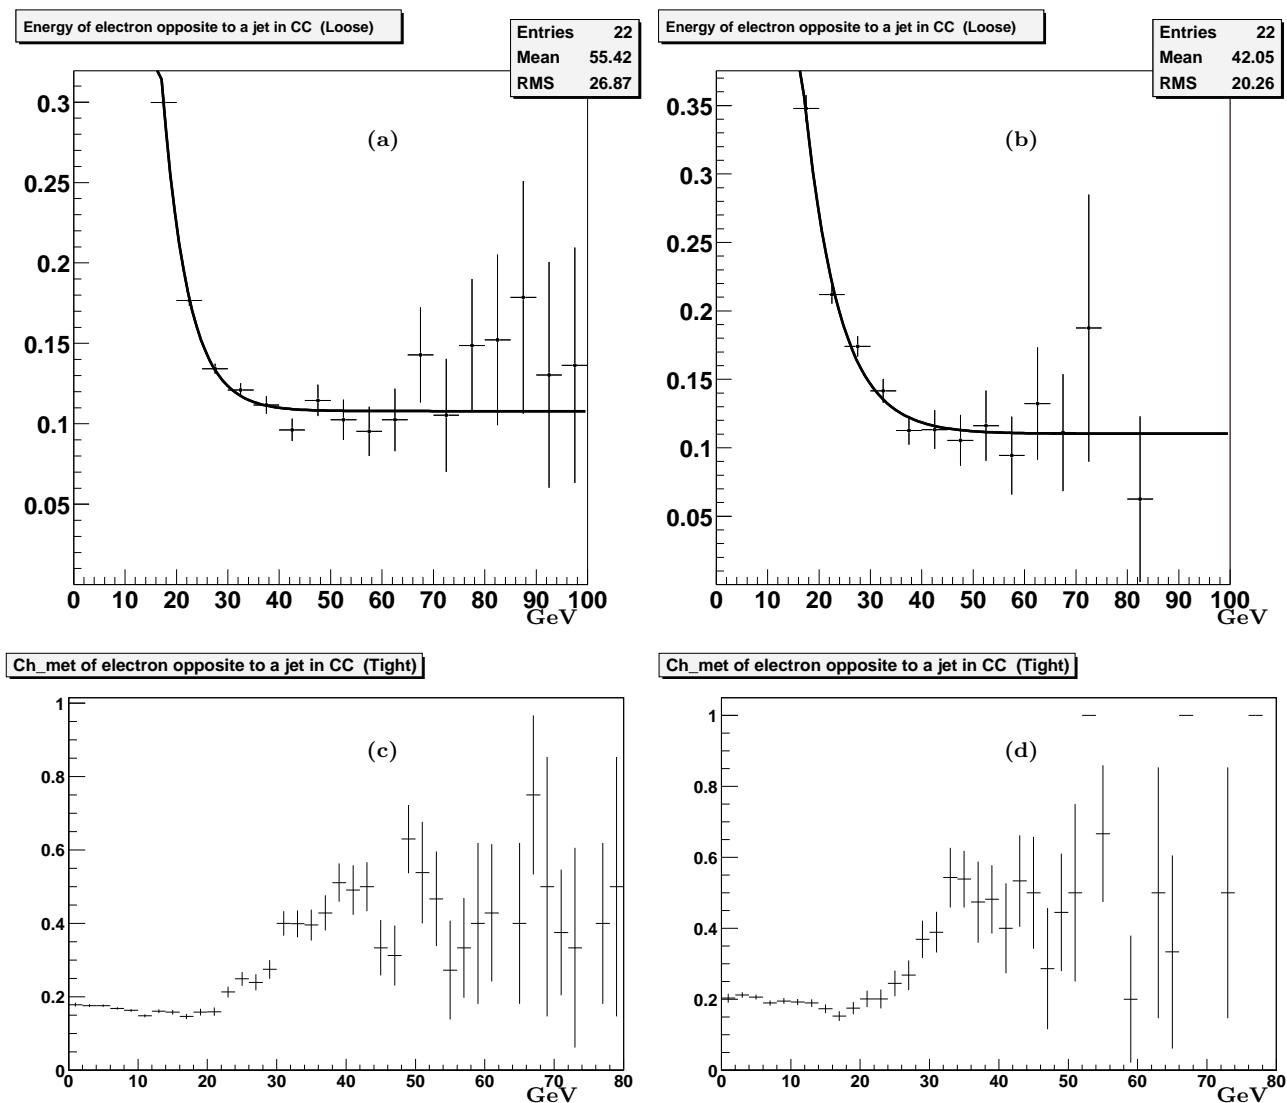 Energy of electron opposite to a jet in CC (Loose)
Entries 22
Mean 55.42
RMS 26.87
(a)
0.3
0.25
0.2
0.15
0.1
0.05
0 10 20 30 40 50 60 70 80 90 100
GeV
Energy of electron opposite to a jet in CC (Loose)
Entries 22
Mean 42.05
RMS 20.26
(b)
0.35
0.3
0.25
0.2
0.15
0.1
0.05
0 10 20 30 40 50 60 70 80 90 100
GeV
Ch_met of electron opposite to a jet in CC (Tight)
(c)
1
0.8
0.6
0.4
0.2
0
0 10 20 30 40 50 60 70 80
GeV
Ch_met of electron opposite to a jet in CC (Tight)
(d)
1
0.8
0.6
0.4
0.2
0
0 10 20 30 40 50 60 70 80
GeV